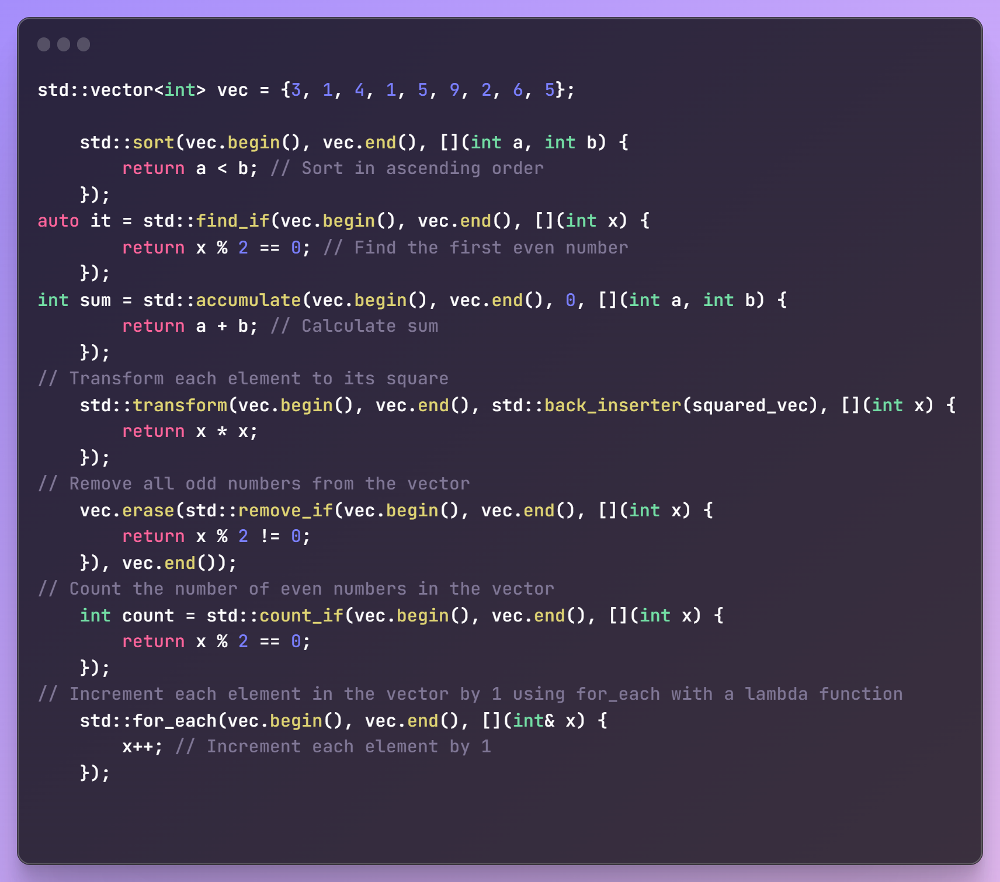 std::vector<int> vec = {3, 1, 4, 1, 5, 9, 2, 6, 5};

    std::sort(vec.begin(), vec.end(), [](int a, int b) {
        return a < b; // Sort in ascending order
    });
auto it = std::find_if(vec.begin(), vec.end(), [](int x) {
        return x % 2 == 0; // Find the first even number
    });
int sum = std::accumulate(vec.begin(), vec.end(), 0, [](int a, int b) {
        return a + b; // Calculate sum
    });
// Transform each element to its square
    std::transform(vec.begin(), vec.end(), std::back_inserter(squared_vec), [](int x) {
        return x * x;
    });
// Remove all odd numbers from the vector
    vec.erase(std::remove_if(vec.begin(), vec.end(), [](int x) {
        return x % 2 != 0;
    }), vec.end());
// Count the number of even numbers in the vector
    int count = std::count_if(vec.begin(), vec.end(), [](int x) {
        return x % 2 == 0;
    });
// Increment each element in the vector by 1 using for_each with a lambda function
    std::for_each(vec.begin(), vec.end(), [](int& x) {
        x++; // Increment each element by 1
    });